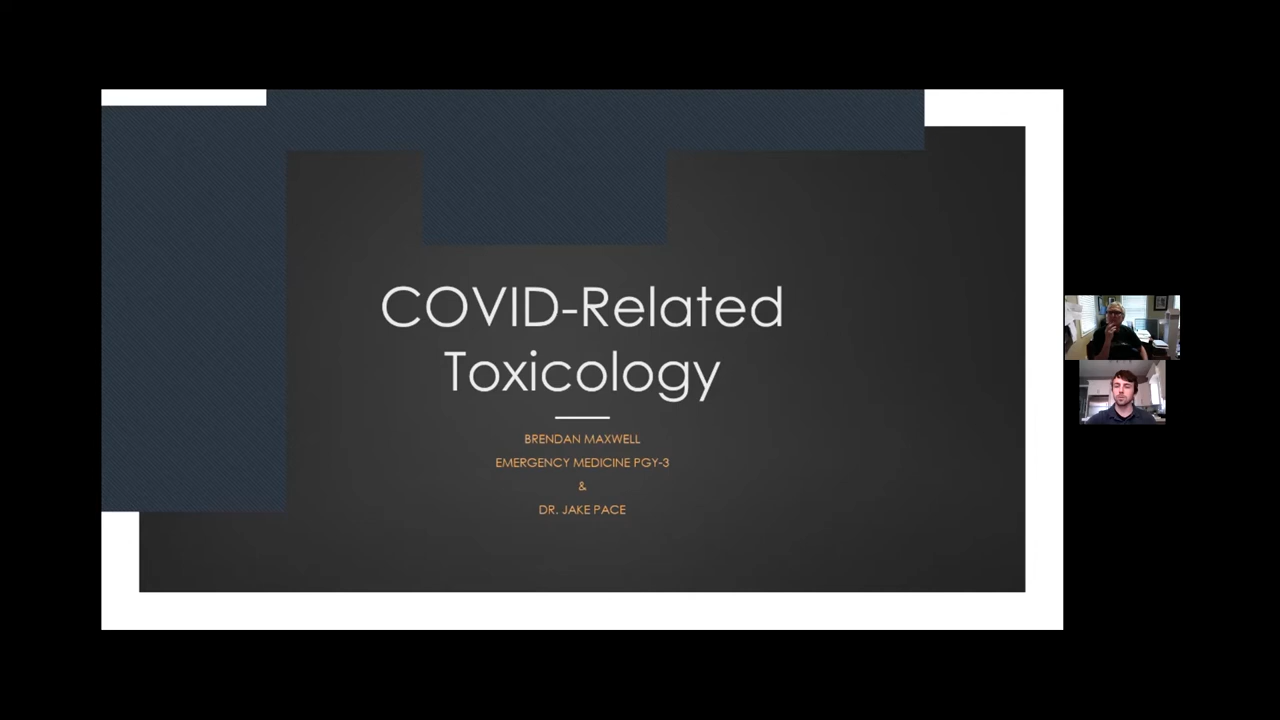 COVID-Related
Toxicology
BRENDAN MAXWELL
EMERGENCY MEDICINE PGY-3
&
DR. JAKE PACE